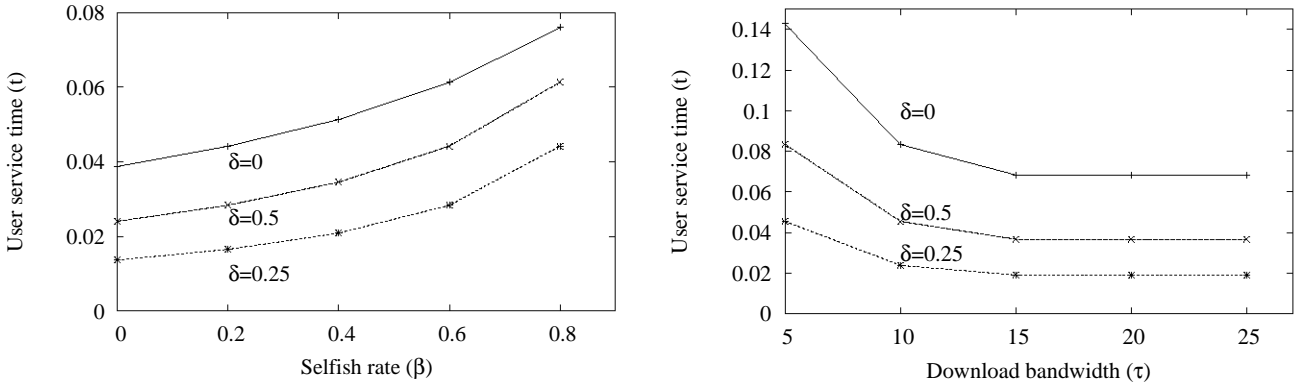 0.08
0.06
0.04
0.02
0
User service time (t)
δ=0
δ=0.5
δ=0.25
0 0.2 0.4 0.6 0.8
Selfish rate (β)
0.14
0.12
0.1
0.08
0.06
0.04
0.02
0
User service time (t)
δ=0
δ=0.5
δ=0.25
5 10 15 20 25
Download bandwidth (τ)